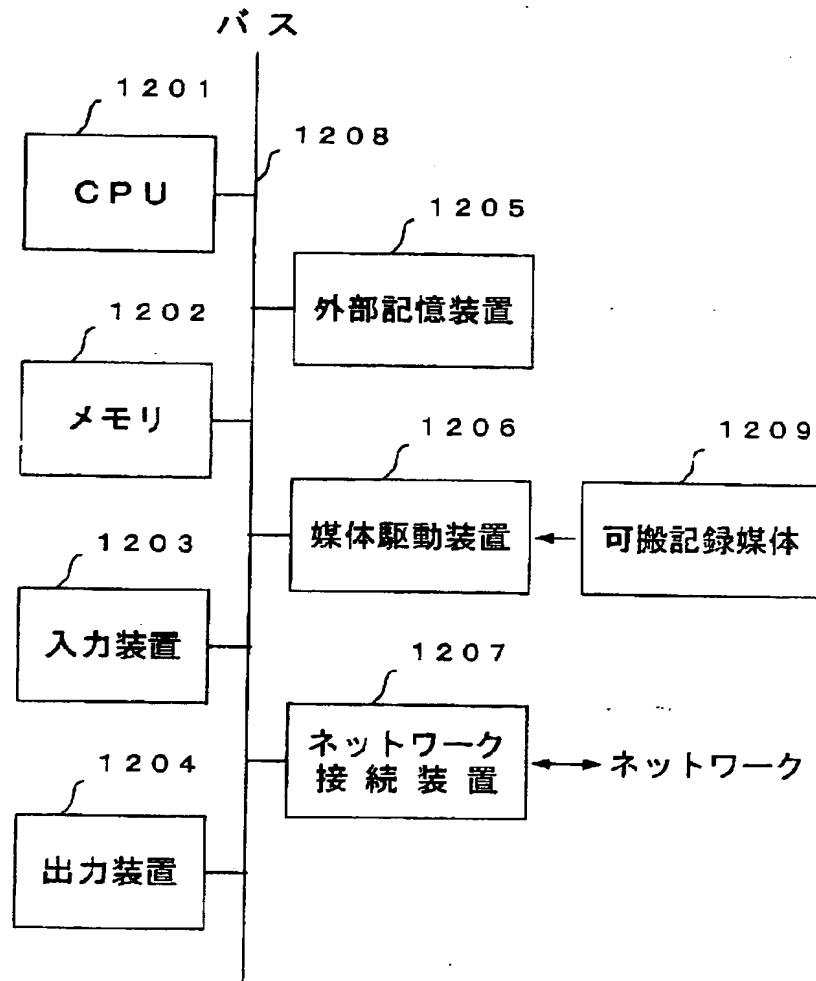 バス
1201
1208
CPU
1205
外部記憶装置
1202
メモリ
1206
1209
媒体駆動装置
可搬記録媒体
1203
入力装置
1207
ネットワーク
接続装置
ネットワーク
1204
出力装置